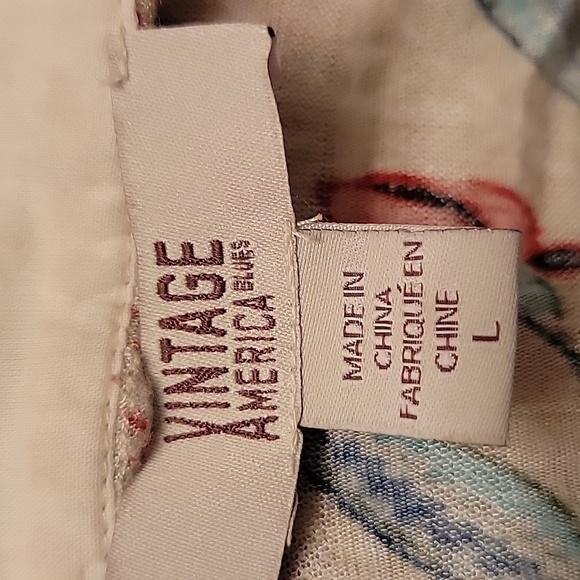 VINTAGE
AMERICA BLUES
MADE IN
CHINA
FABRIQUÉ EN
CHINE
L